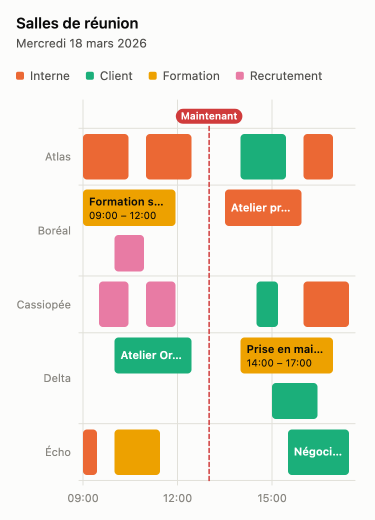 Salles de réunion
Mercredi 18 mars 2026
Interne
Client
Formation
Recrutement
Maintenant
Atlas
Formation s...
09:00 – 12:00
Atelier pr...
Boréal
Cassiopée
Atelier Or...
Prise en mai...
14:00 – 17:00
Delta
Écho
Négoci...
09:00
12:00
15:00